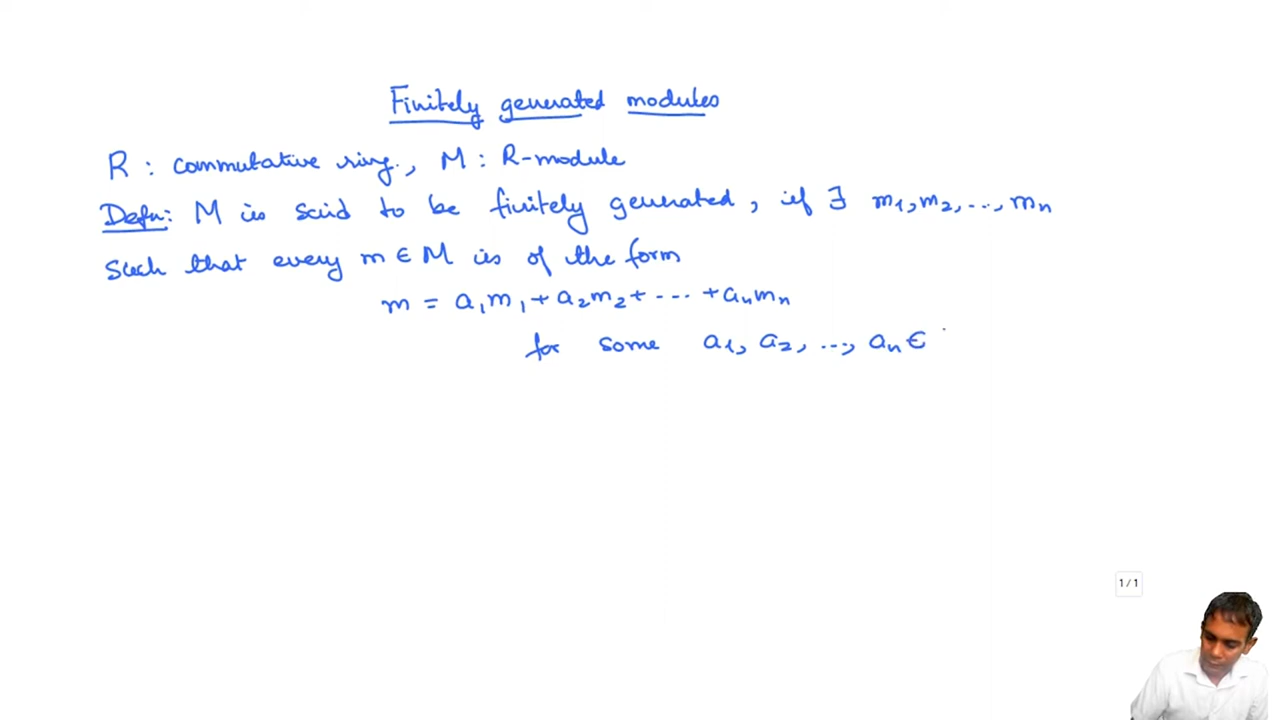 Finitely generated modules
R : commutative ring., M : R-module
Defn: M is said to be finitely generated, if ∃ m₁, m₂, ..., mₙ
such that every m ∈ M is of the form
m = a₁m₁ + a₂m₂ + ... + aₙmₙ
for some a₁, a₂, ..., aₙ ∈
1 / 1